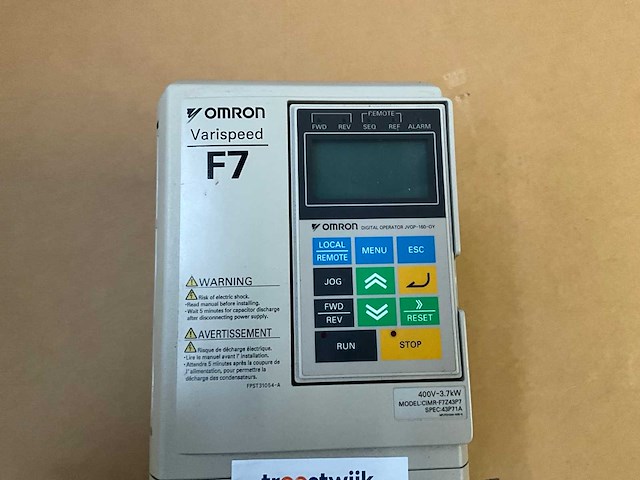 OMRON
Varispeed
F7
WARNING
Risk of electric shock.
•Read manual before installing.
•Wait 5 minutes for capacitor discharge
after disconnecting power supply.
AVERTISSEMENT
Risque de décharge électrique.
•Lire le manuel avant l' installation.
•Attendre 5 minutes après la coupure de
l' alimentation, pour permettre la
décharge des condensateurs.
FPST31054-A
REMOTE
FWD REV SEQ REF ALARM
OMRON DIGITAL OPERATOR JVOP-160-OY
LOCAL
REMOTE
MENU
ESC
JOG
FWD
REV
RESET
RUN
STOP
400V-3.7kW
MODEL:CIMR-F7Z43P7
SPEC:43P71A
troostwijk